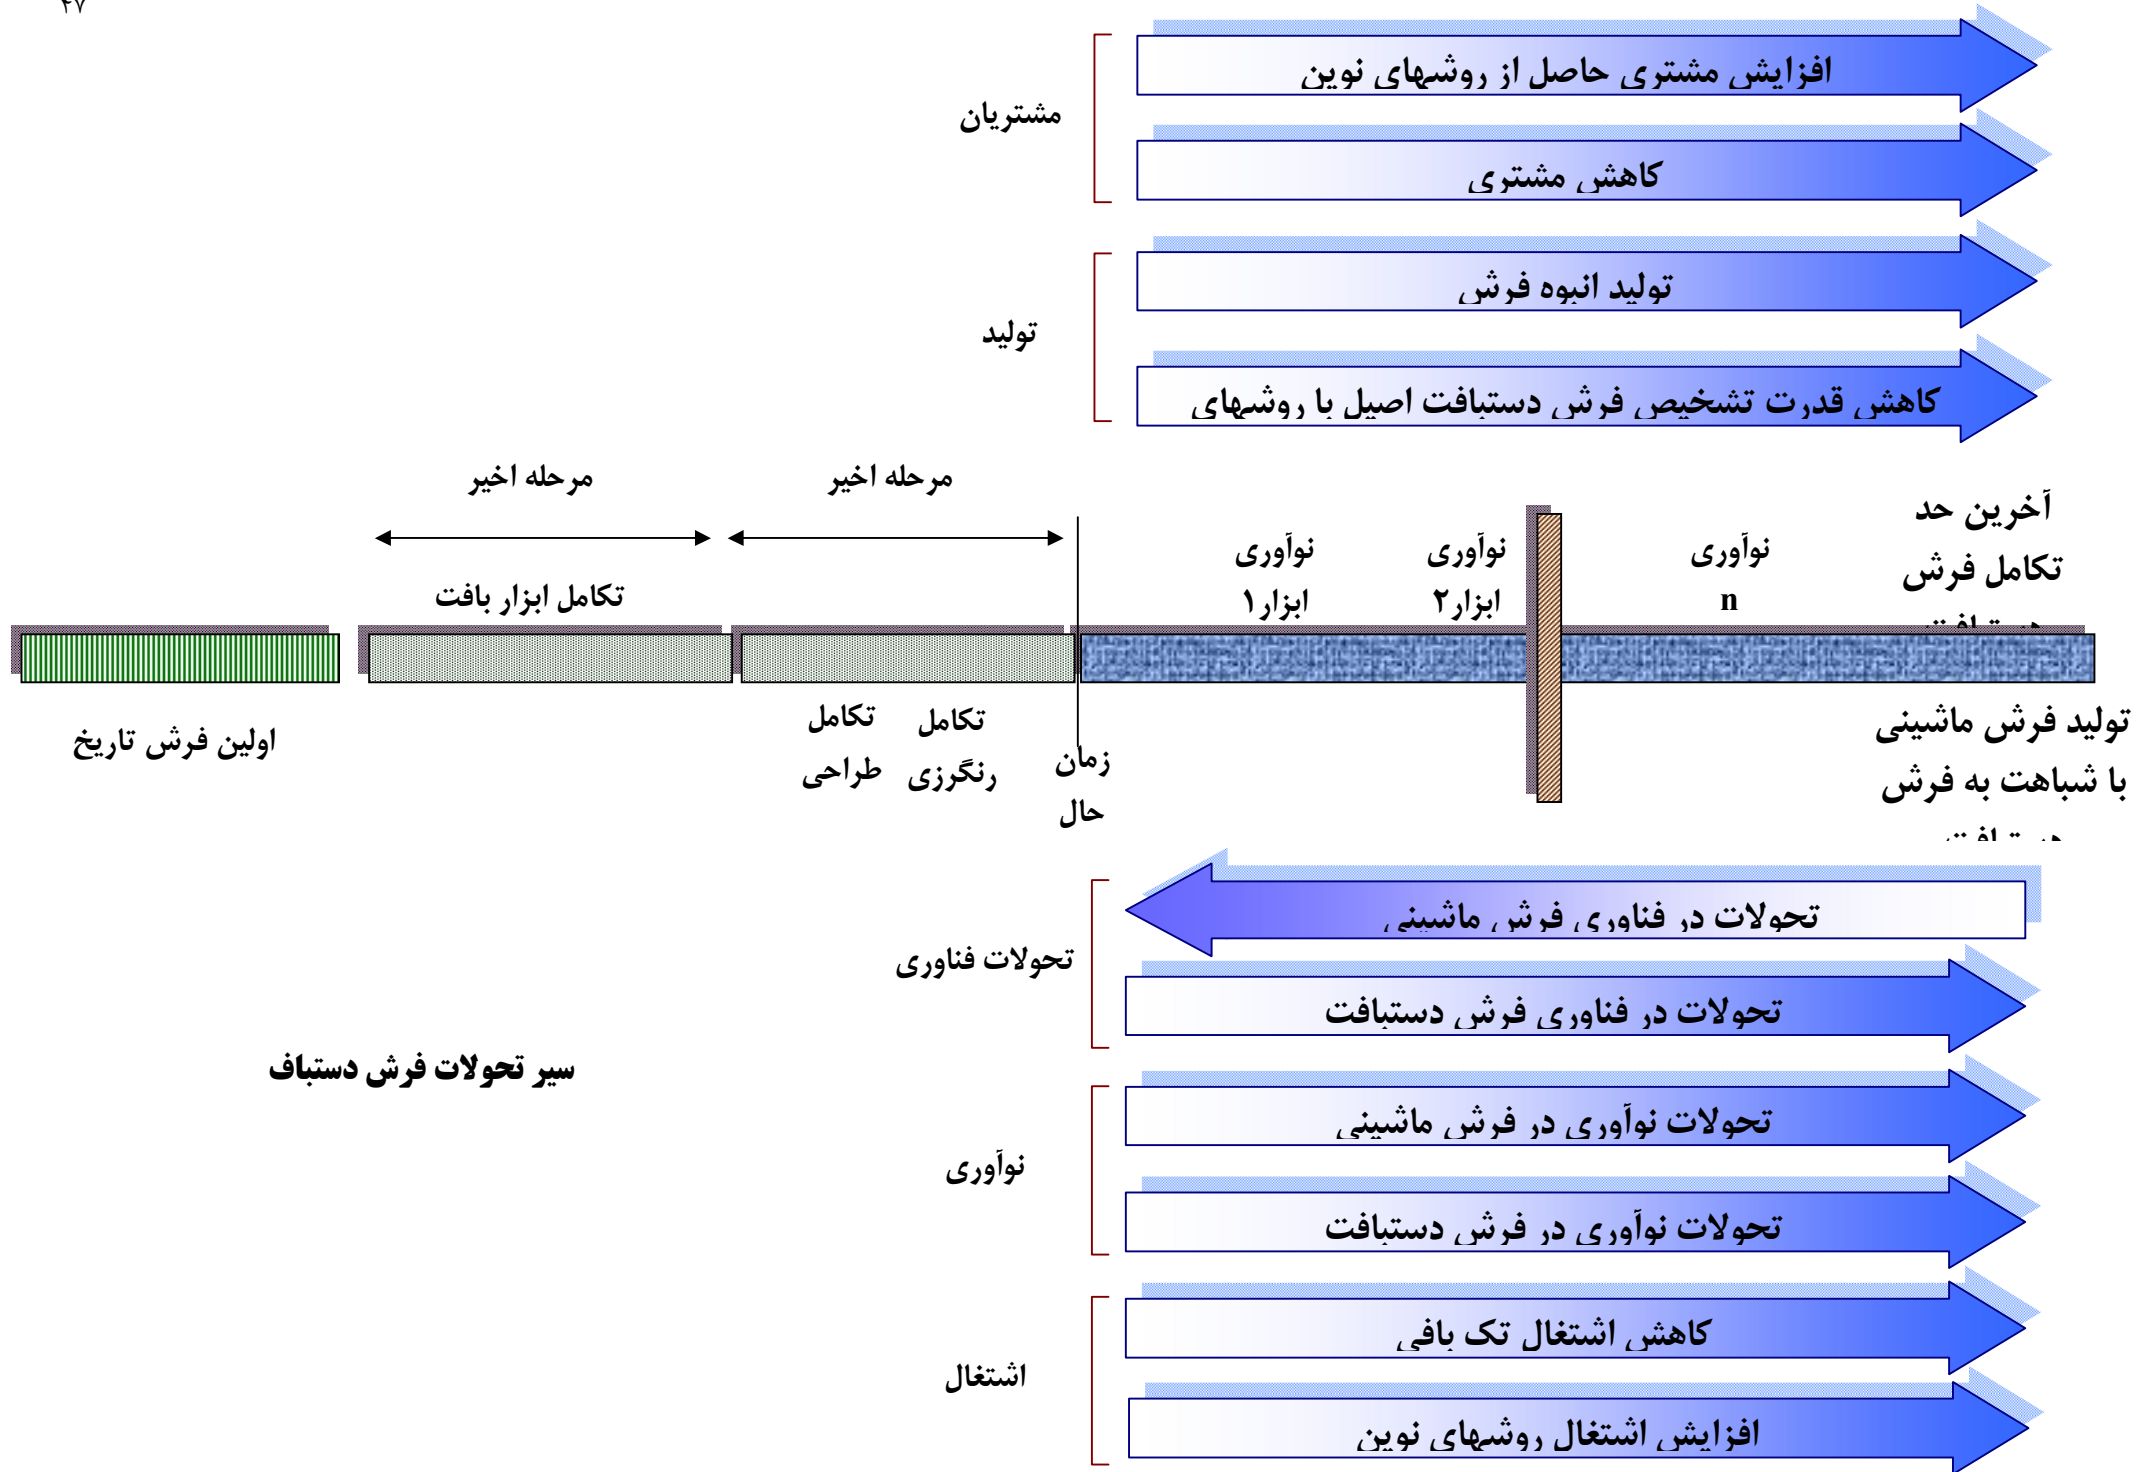 ۴۷
افزایش مشتری حاصل از روشهای نوین
مشتریان
کاهش مشتری
تولید انبوه فرش
تولید
کاهش قدرت تشخیص فرش دستبافت اصیل با روشهای
مرحله اخیر
مرحله اخیر
تکامل ابزار بافت
نوآوری
ابزار۱
نوآوری
ابزار۲
نوآوری
n
آخرین حد
تکامل فرش
دستبافت
اولین فرش تاریخ
تکامل
طراحی
تکامل
رنگرزی
زمان
حال
تولید فرش ماشینی
با شباهت به فرش
دستبافت
تحولات در فناوری فرش ماشینی
تحولات فناوری
تحولات در فناوری فرش دستبافت
سیر تحولات فرش دستباف
تحولات نوآوری در فرش ماشینی
نوآوری
تحولات نوآوری در فرش دستبافت
کاهش اشتغال تک بافی
اشتغال
افزایش اشتغال روشهای نوین